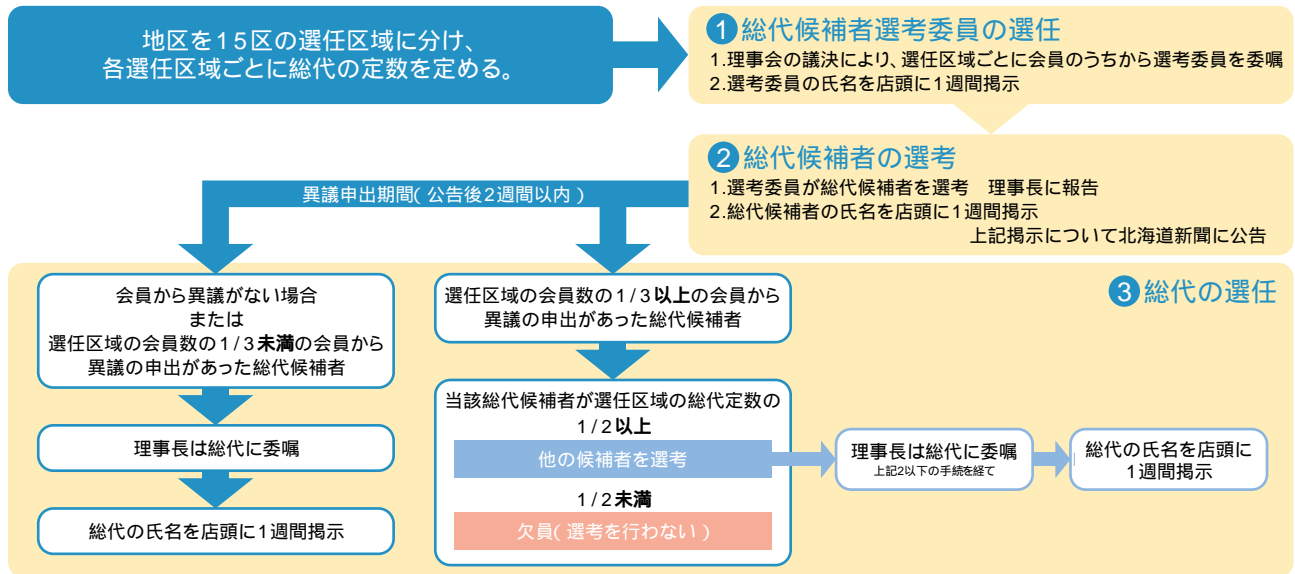 地区を15区の選任区域に分け、
各選任区域ごとに総代の定数を定める。
1 総代候補者選考委員の選任
1.理事会の議決により、選任区域ごとに会員のうちから選考委員を委嘱
2.選考委員の氏名を店頭に1週間掲示
2 総代候補者の選考
1.選考委員が総代候補者を選考 理事長に報告
2.総代候補者の氏名を店頭に1週間掲示
上記掲示について北海道新聞に公告
異議申出期間(公告後2週間以内)
3 総代の選任
会員から異議がない場合
または
選任区域の会員数の1/3未満の会員から
異議の申出があった総代候補者
理事長は総代に委嘱
総代の氏名を店頭に1週間掲示
選任区域の会員数の1/3以上の会員から
異議の申出があった総代候補者
当該総代候補者が選任区域の総代定数の
1/2以上
他の候補者を選考
1/2未満
欠員(選考を行わない)
理事長は総代に委嘱
上記2以下の手続を経て
総代の氏名を店頭に
1週間掲示